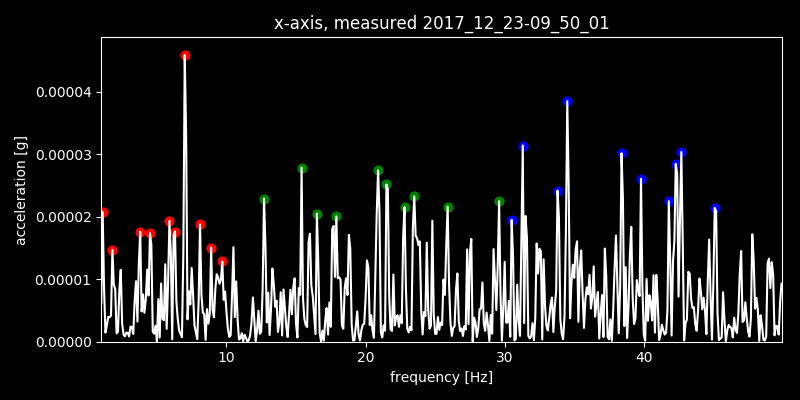 x-axis, measured 2017_12_23-09_50_01
0.00004
0.00003
0.00002
0.00001
0.00000
acceleration [g]
10 20 30 40
frequency [Hz]